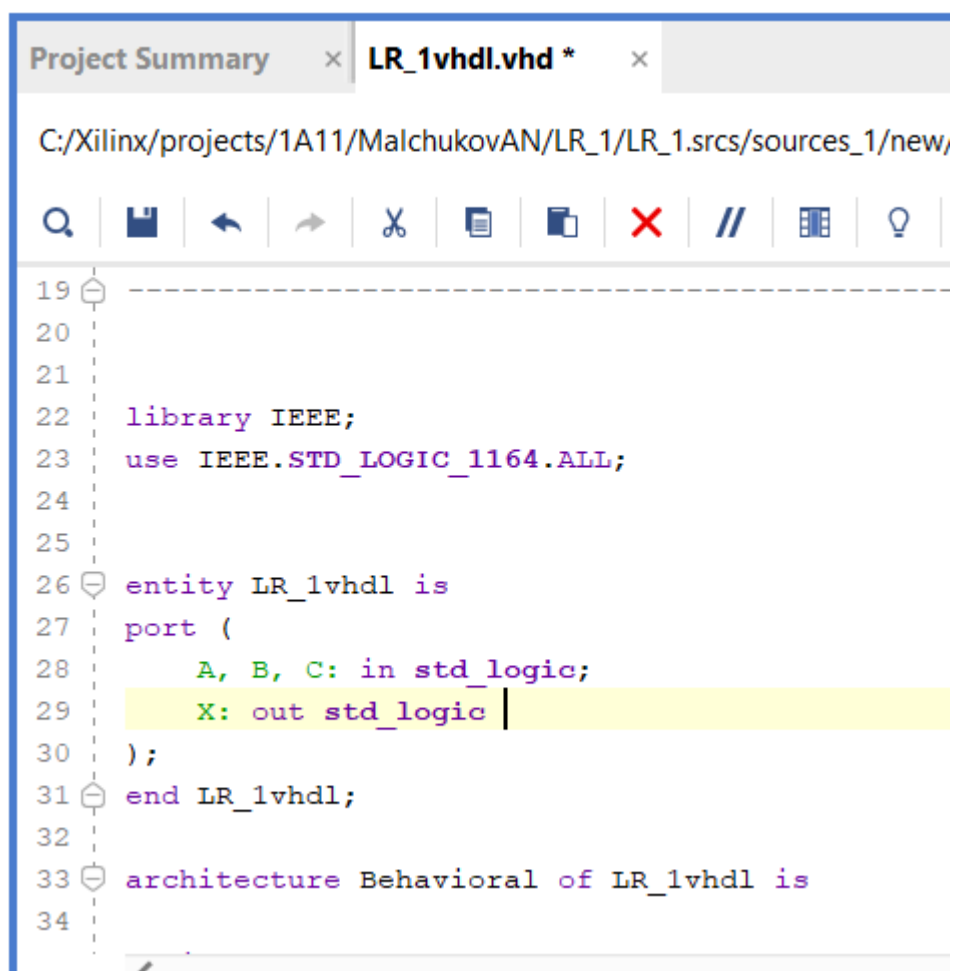 Project Summary × LR_1vhdl.vhd * ×
C:/Xilinx/projects/1A11/MalchukovAN/LR_1/LR_1.srcs/sources_1/new/
//
19 ----------------------------------------------
20
21
22 library IEEE;
23 use IEEE.STD_LOGIC_1164.ALL;
24
25
26 entity LR_1vhdl is
27 port (
28     A, B, C: in std_logic;
29     X: out std_logic
30 );
31 end LR_1vhdl;
32
33 architecture Behavioral of LR_1vhdl is
34